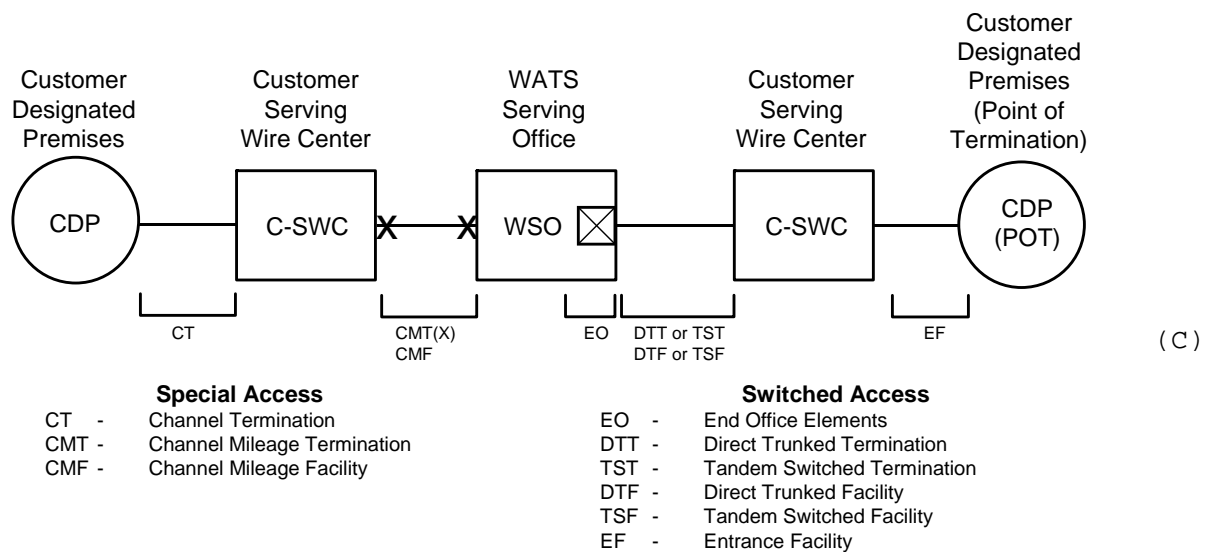 Customer
Designated
Premises
Customer
Serving
Wire Center
WATS
Serving
Office
Customer
Serving
Wire Center
Customer
Designated
Premises
(Point of
Termination)
CDP
C-SWC
X
X
WSO
C-SWC
CDP
(POT)
CT
CMT(X)
CMF
EO
DTT or TST
DTF or TSF
EF
(C)
Special Access
CT - Channel Termination
CMT - Channel Mileage Termination
CMF - Channel Mileage Facility
Switched Access
EO - End Office Elements
DTT - Direct Trunked Termination
TST - Tandem Switched Termination
DTF - Direct Trunked Facility
TSF - Tandem Switched Facility
EF - Entrance Facility